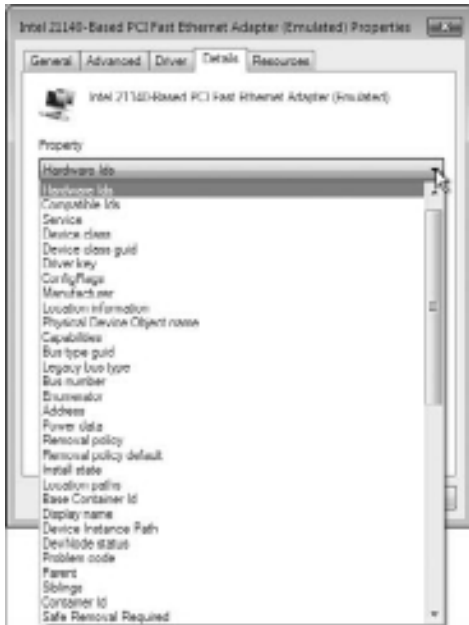 Intel 21140-Based PCI Fast Ethernet Adapter (Emulated) Properties
General Advanced Driver Details Resources
Intel 21140-Based PCI Fast Ethernet Adapter (Emulated)
Property
Hardware Ids
Hardware Ids
Compatible Ids
Service
Device class
Device class guid
Driver key
ConfigFlags
Manufacturer
Location information
Physical Device Object name
Capabilities
Bus type guid
Legacy bus type
Bus number
Enumerator
Address
Power data
Removal policy
Removal policy default
Install state
Location paths
Base Container Id
Display name
Device Instance Path
DevNode status
Problem code
Parent
Siblings
Container Id
Safe Removal Required